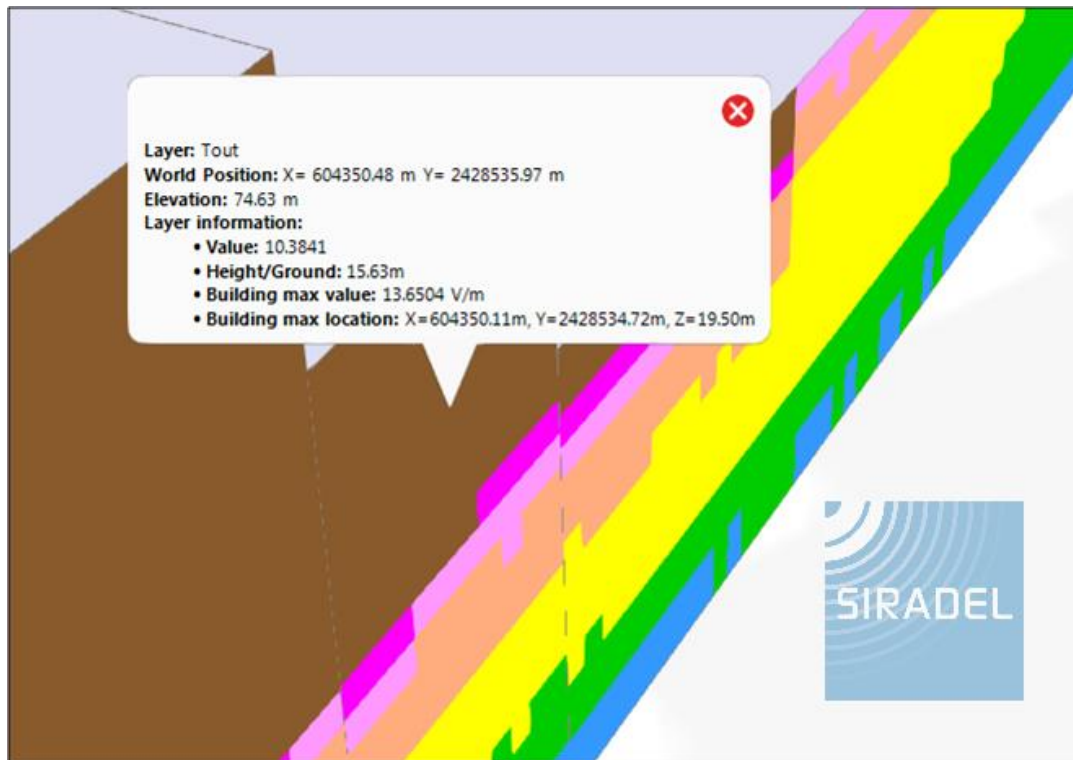 Layer: Tout
World Position: X= 604350.48 m Y= 2428535.97 m
Elevation: 74.63 m
Layer information:
• Value: 10.3841
• Height/Ground: 15.63m
• Building max value: 13.6504 V/m
• Building max location: X=604350.11m, Y=2428534.72m, Z=19.50m
SIRADEL